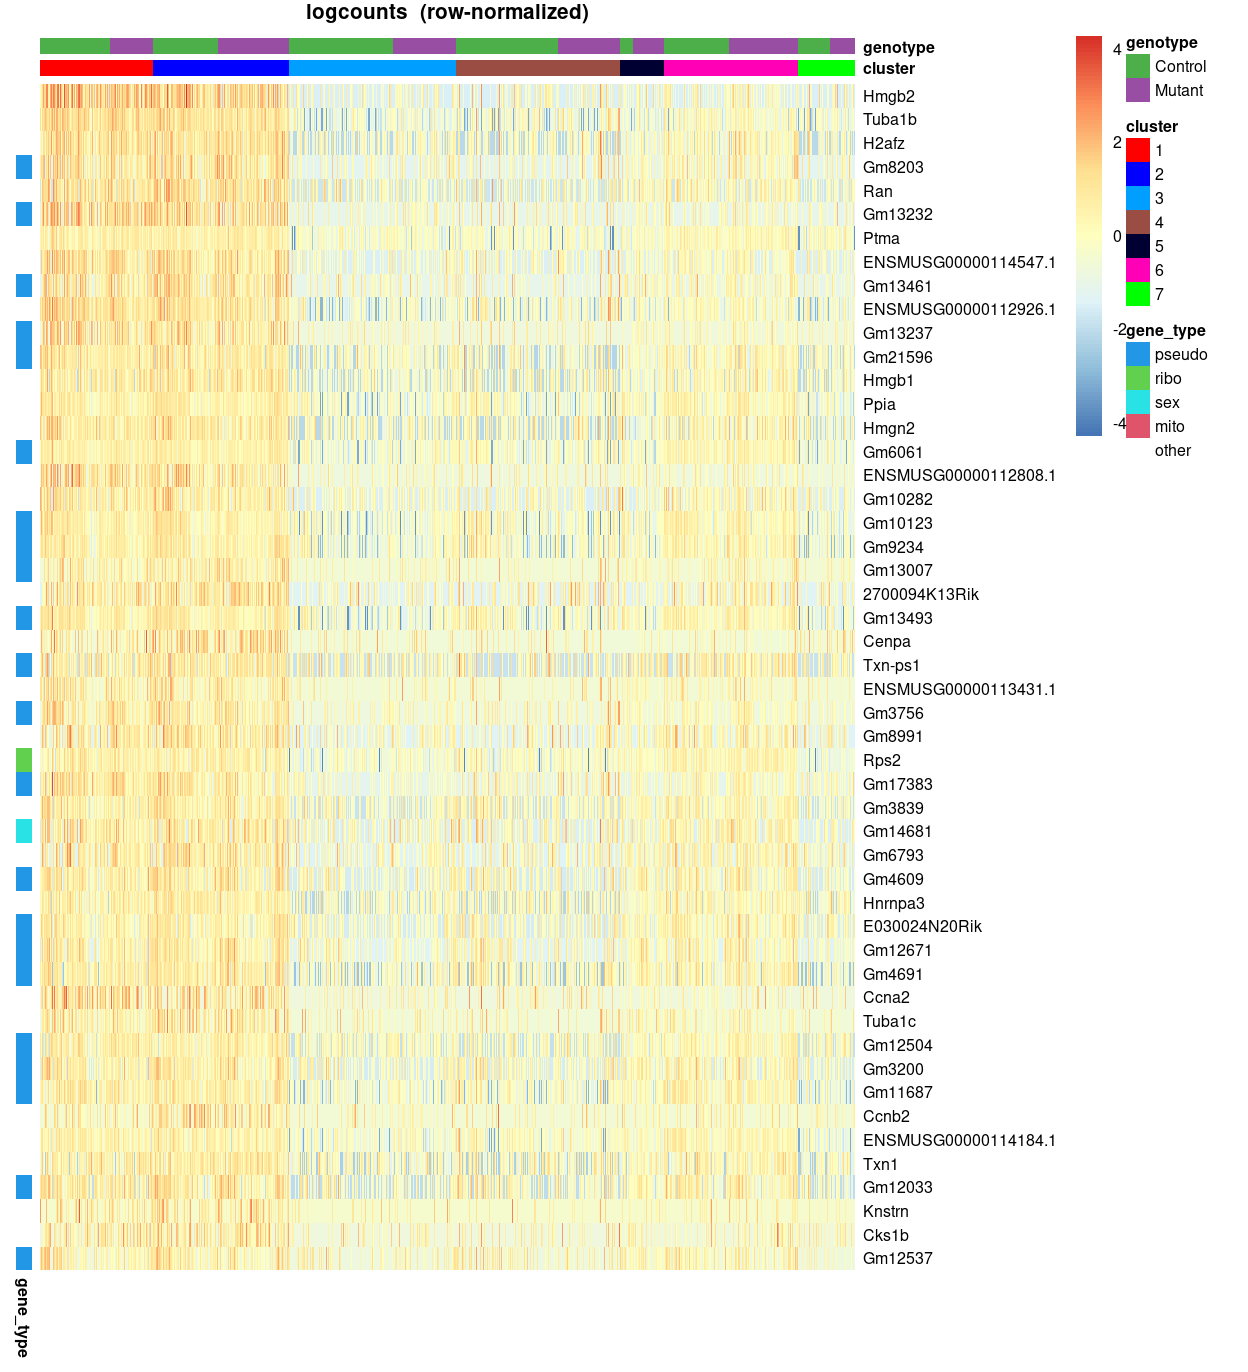 logcounts (row-normalized)
genotype
cluster
Hmgb2
Tuba1b
H2afz
Gm8203
Ran
Gm13232
Ptma
ENSMUSG00000114547.1
Gm13461
ENSMUSG00000112926.1
Gm13237
Gm21596
Hmgb1
Ppia
Hmgn2
Gm6061
ENSMUSG00000112808.1
Gm10282
Gm10123
Gm9234
Gm13007
2700094K13Rik
Gm13493
Cenpa
Txn-ps1
ENSMUSG00000113431.1
Gm3756
Gm8991
Rps2
Gm17383
Gm3839
Gm14681
Gm6793
Gm4609
Hnrnpa3
E030024N20Rik
Gm12671
Gm4691
Ccna2
Tuba1c
Gm12504
Gm3200
Gm11687
Ccnb2
ENSMUSG00000114184.1
Txn1
Gm12033
Knstrn
Cks1b
Gm12537
gene_type
4
2
0
-2
-4
genotype
Control
Mutant
cluster
1
2
3
4
5
6
7
gene_type
pseudo
ribo
sex
mito
other